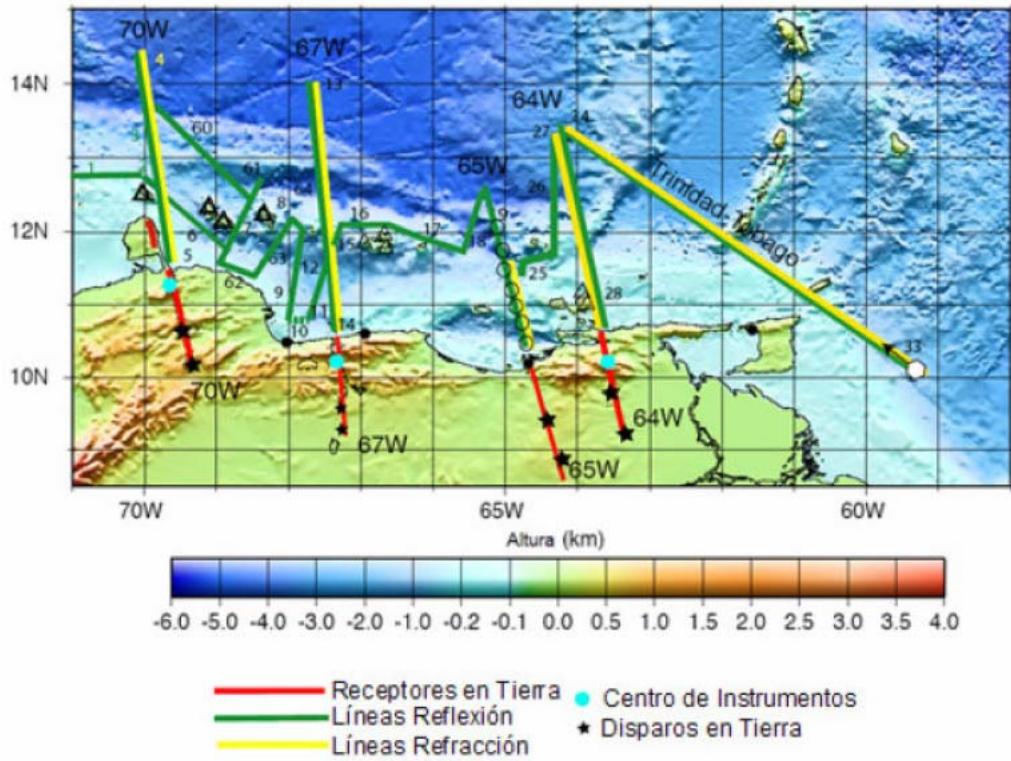 70W
4
67W
13
14N
64W
24
27
60
65W
1
61
8
26
Trinidad, Tobago
12N
16
17
18
9
7
15
6
5
63
12
25
62
9
28
11
10
14
33
10N
70W
64W
67W
65W
70W
65W
60W
Altura (km)
-6.0 -5.0 -4.0 -3.0 -2.0 -1.0 -0.2 -0.1 0.0 0.5 1.0 1.5 2.0 2.5 3.0 4.0
Receptores en Tierra
Centro de Instrumentos
Líneas Reflexión
Disparos en Tierra
Líneas Refracción